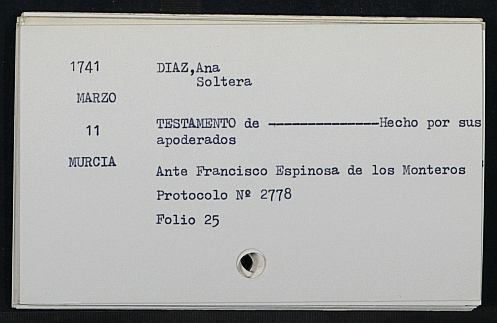 1741 DIAZ,Ana
Soltera
MARZO
11 TESTAMENTO de --------------Hecho por sus
apoderados
MURCIA Ante Francisco Espinosa de los Monteros
Protocolo Nº 2778
Folio 25